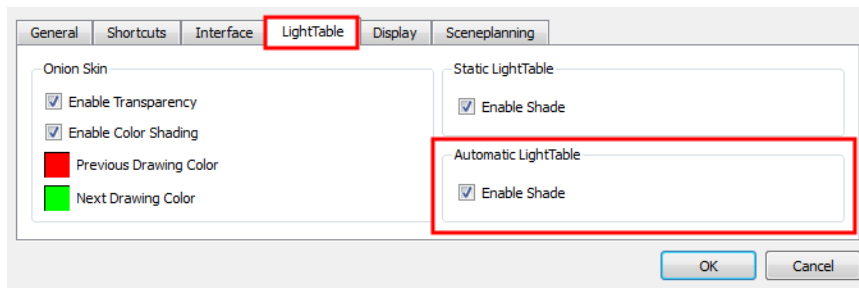 General Shortcuts Interface LightTable Display Sceneplanning
Onion Skin
Enable Transparency
Enable Color Shading
Previous Drawing Color
Next Drawing Color
Static LightTable
Enable Shade
Automatic LightTable
Enable Shade
OK Cancel